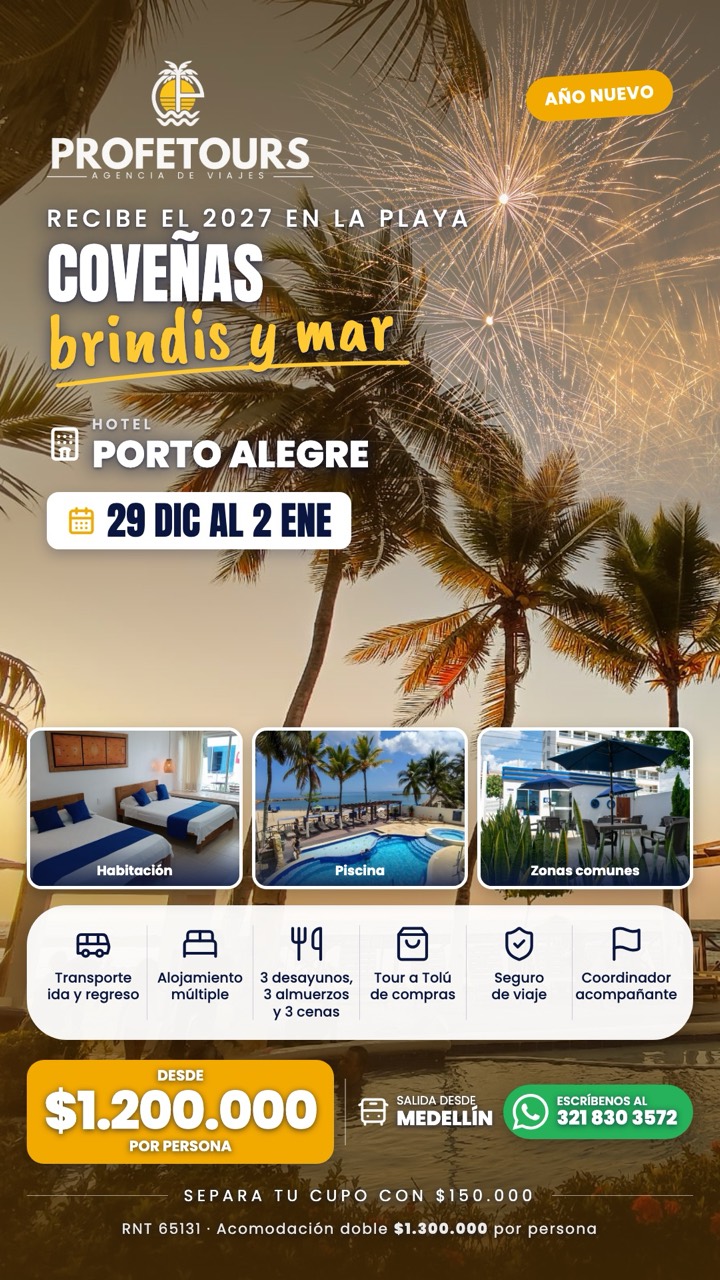 AÑO NUEVO
PROFETOURS
AGENCIA DE VIAJES
RECIBE EL 2027 EN LA PLAYA
COVEÑAS
brindis y mar
HOTEL
PORTO ALEGRE
29 DIC AL 2 ENE
Habitación
Piscina
Zonas comunes
Transporte
ida y regreso
Alojamiento
múltiple
3 desayunos,
3 almuerzos
y 3 cenas
Tour a Tolú
de compras
Seguro
de viaje
Coordinador
acompañante
DESDE
$1.200.000
POR PERSONA
SALIDA DESDE
MEDELLÍN
ESCRÍBENOS AL
321 830 3572
SEPARA TU CUPO CON $150.000
RNT 65131 · Acomodación doble $1.300.000 por persona